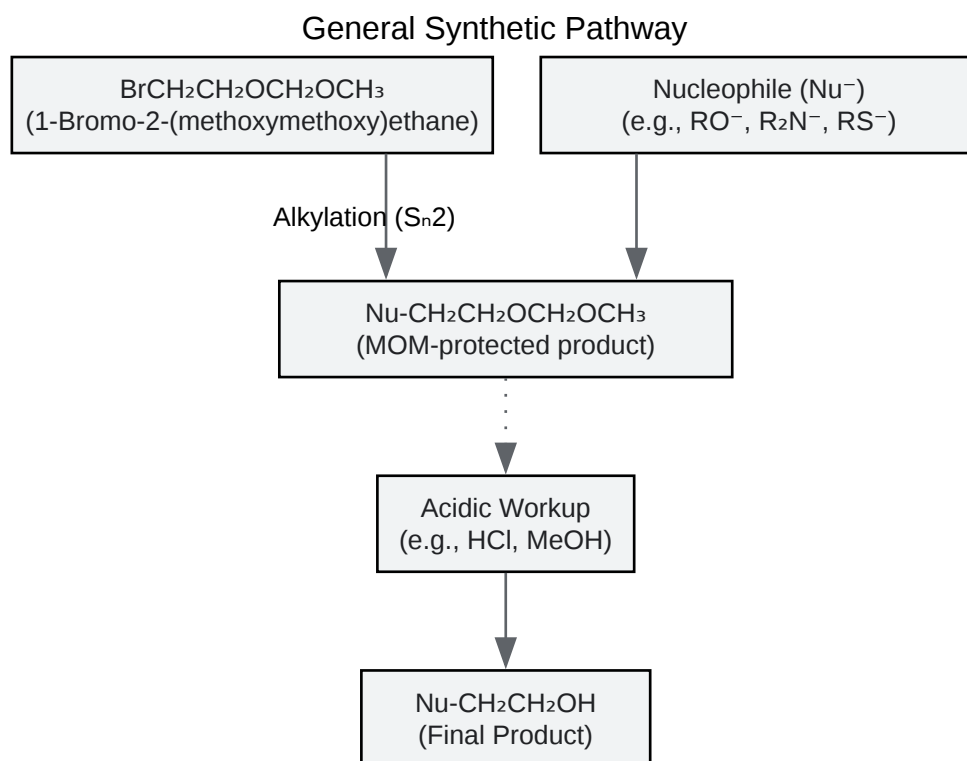 General Synthetic Pathway
BrCH₂CH₂OCH₂OCH₃
(1-Bromo-2-(methoxymethoxy)ethane)
Nucleophile (Nu⁻)
(e.g., RO⁻, R₂N⁻, RS⁻)
Alkylation (Sₙ2)
Nu-CH₂CH₂OCH₂OCH₃
(MOM-protected product)
Acidic Workup
(e.g., HCl, MeOH)
Nu-CH₂CH₂OH
(Final Product)